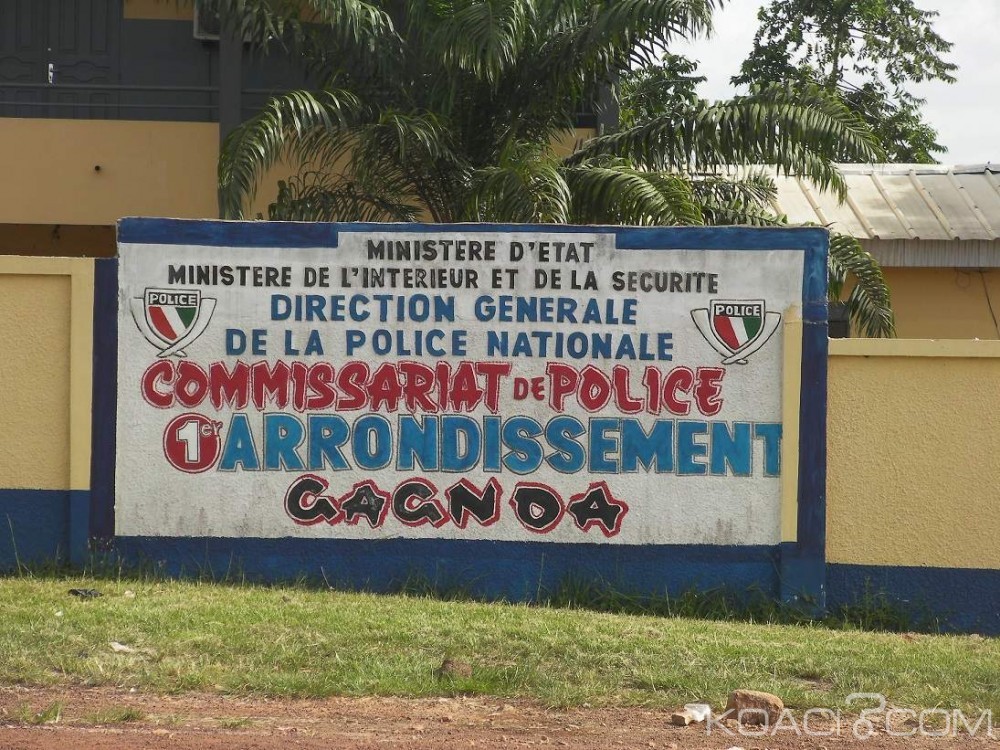 MINISTERE D'ETAT
MINISTERE DE L'INTERIEUR ET DE LA SECURITE
DIRECTION GENERALE
DE LA POLICE NATIONALE
POLICE
POLICE
COMMISSARIAT DE POLICE
1er ARRONDISSEMENT
GAGNOA
KOACI.COM